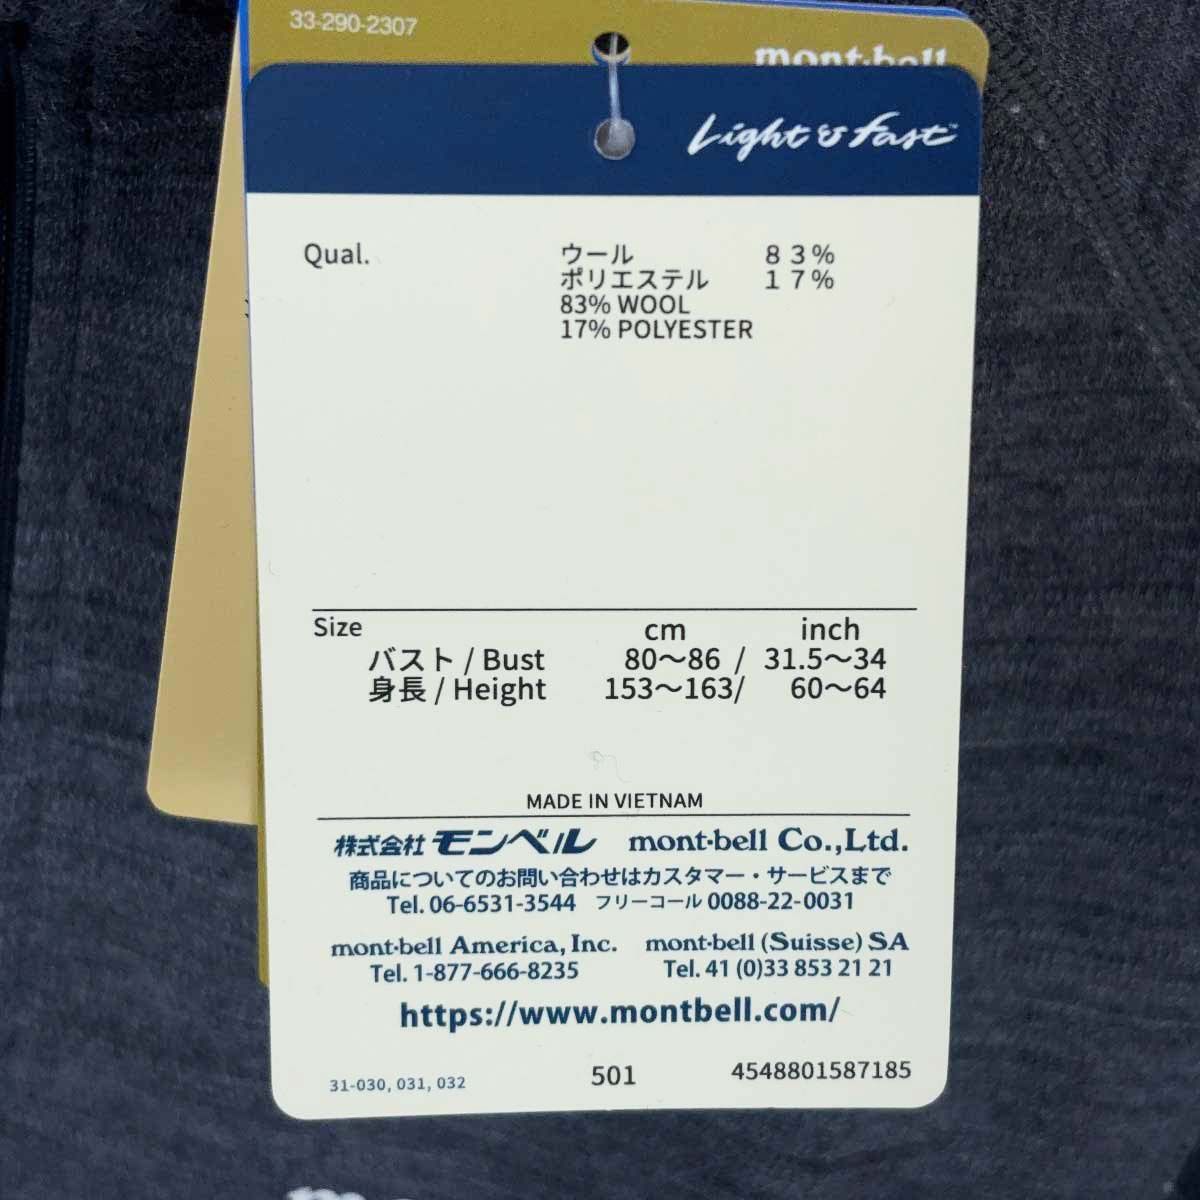 33-290-2307
mont·bell
Light & fast™
Qual.
ウール ８３%
ポリエステル １７%
83% WOOL
17% POLYESTER
Size cm inch
バスト / Bust 80～86 / 31.5～34
身長 / Height 153～163/ 60～64
MADE IN VIETNAM
株式会社 モンベル mont·bell Co.,Ltd.
商品についてのお問い合わせはカスタマー・サービスまで
Tel. 06-6531-3544 フリーコール 0088-22-0031
mont·bell America, Inc. mont·bell (Suisse) SA
Tel. 1-877-666-8235 Tel. 41 (0)33 853 21 21
https://www.montbell.com/
31-030, 031, 032 501 4548801587185